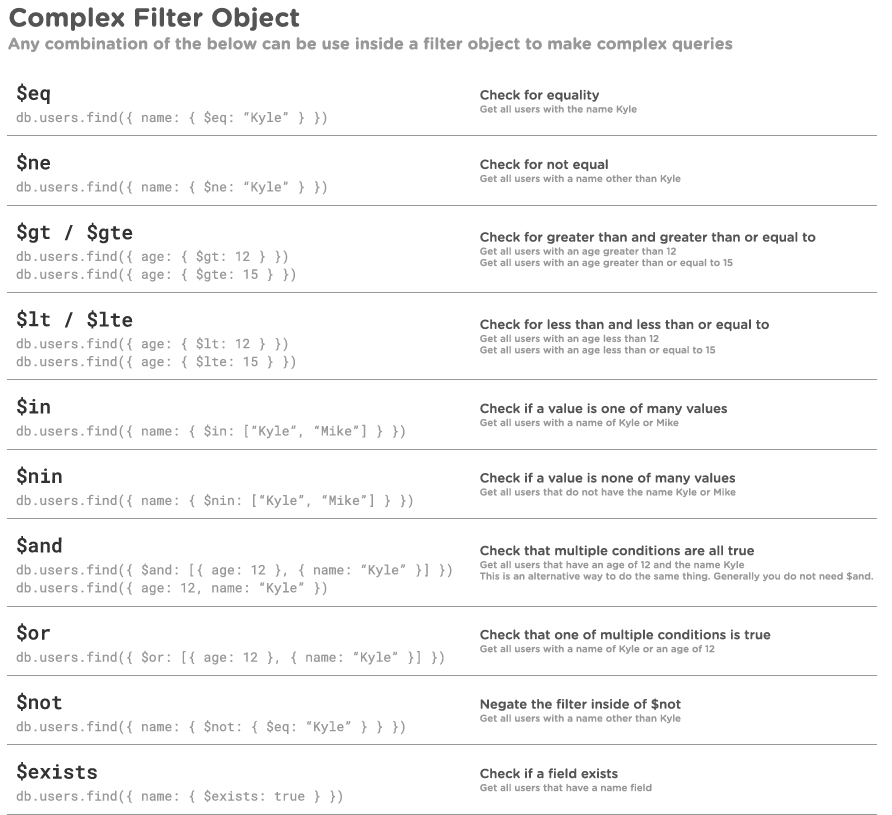 Complex Filter Object
Any combination of the below can be use inside a filter object to make complex queries
$eq
db.users.find({ name: { $eq: “Kyle” } })
Check for equality
Get all users with the name Kyle
$ne
db.users.find({ name: { $ne: “Kyle” } })
Check for not equal
Get all users with a name other than Kyle
$gt / $gte
db.users.find({ age: { $gt: 12 } })
db.users.find({ age: { $gte: 15 } })
Check for greater than and greater than or equal to
Get all users with an age greater than 12
Get all users with an age greater than or equal to 15
$lt / $lte
db.users.find({ age: { $lt: 12 } })
db.users.find({ age: { $lte: 15 } })
Check for less than and less than or equal to
Get all users with an age less than 12
Get all users with an age less than or equal to 15
$in
db.users.find({ name: { $in: [“Kyle”, “Mike”] } })
Check if a value is one of many values
Get all users with a name of Kyle or Mike
$nin
db.users.find({ name: { $nin: [“Kyle”, “Mike”] } })
Check if a value is none of many values
Get all users that do not have the name Kyle or Mike
$and
db.users.find({ $and: [{ age: 12 }, { name: “Kyle” }] })
db.users.find({ age: 12, name: “Kyle” })
Check that multiple conditions are all true
Get all users that have an age of 12 and the name Kyle
This is an alternative way to do the same thing. Generally you do not need $and.
$or
db.users.find({ $or: [{ age: 12 }, { name: “Kyle” }] })
Check that one of multiple conditions is true
Get all users with a name of Kyle or an age of 12
$not
db.users.find({ name: { $not: { $eq: “Kyle” } } })
Negate the filter inside of $not
Get all users with a name other than Kyle
$exists
db.users.find({ name: { $exists: true } })
Check if a field exists
Get all users that have a name field